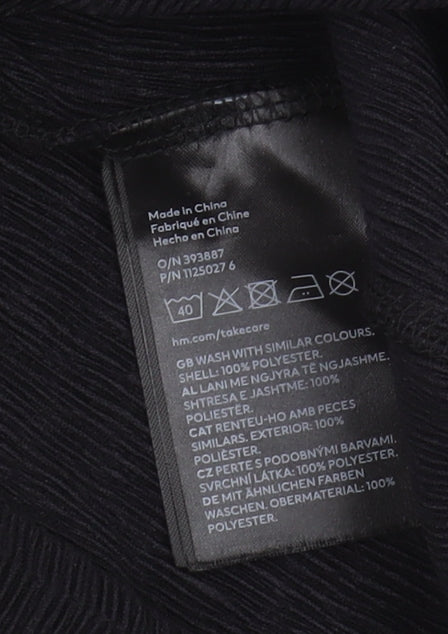 Made in China
Fabriqué en Chine
Hecho en China
O/N 393887
P/N 1125027 6
40
hm.com/takecare
GB WASH WITH SIMILAR COLOURS.
SHELL: 100% POLYESTER.
AL LANI ME NGJYRA TË NGJASHME.
SHTRESA E JASHTME: 100%
POLIESTËR.
CAT RENTEU-HO AMB PECES
SIMILARS. EXTERIOR: 100%
POLIÈSTER.
CZ PERTE S PODOBNÝMI BARVAMI.
SVRCHNÍ LÁTKA: 100% POLYESTER.
DE MIT ÄHNLICHEN FARBEN
WASCHEN. OBERMATERIAL: 100%
POLYESTER.